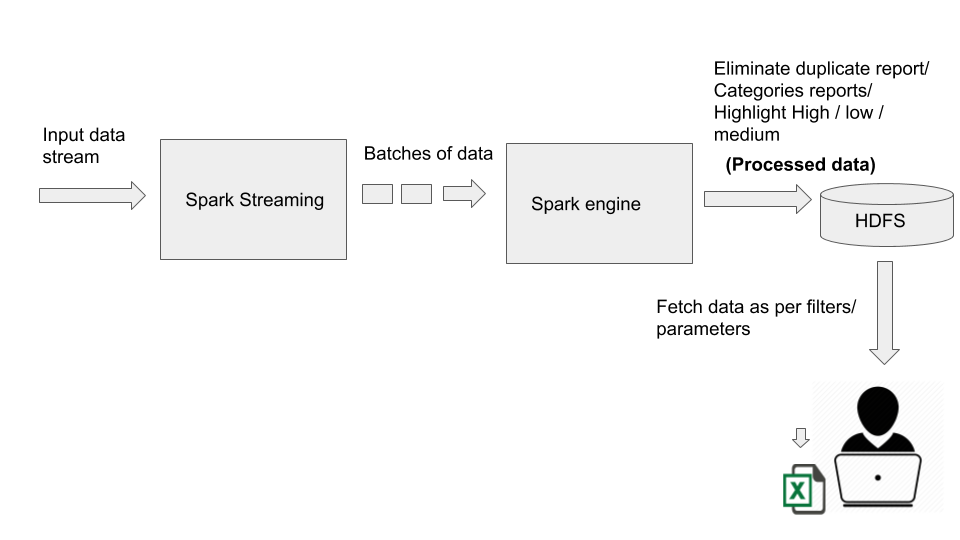 Input data
stream
Spark Streaming
Batches of data
Spark engine
Eliminate duplicate report/
Categories reports/
Highlight High / low /
medium
(Processed data)
HDFS
Fetch data as per filters/
parameters
X